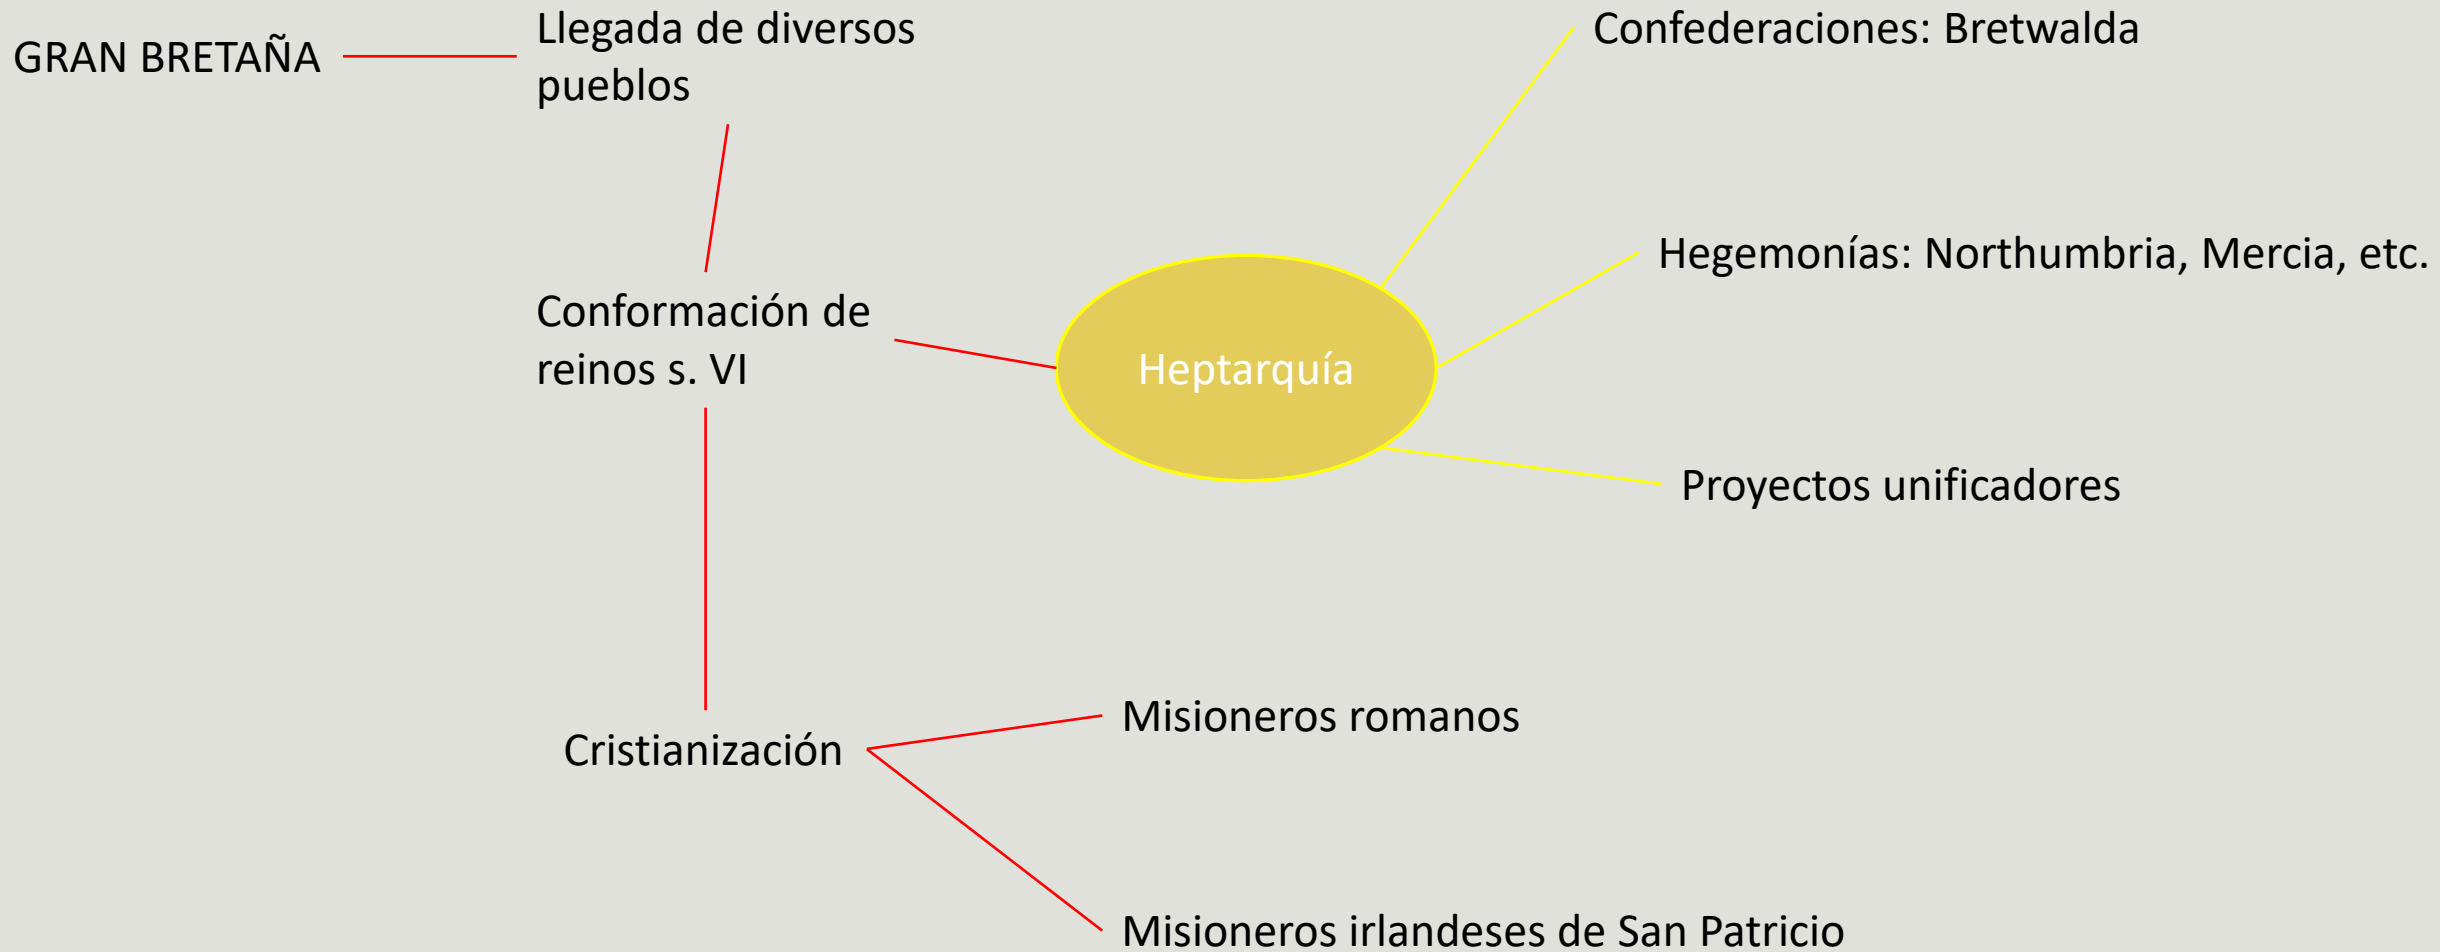 GRAN BRETAÑA
Llegada de diversos
pueblos
Confederaciones: Bretwalda
Hegemonías: Northumbria, Mercia, etc.
Conformación de
reinos s. VI
Heptarquía
Proyectos unificadores
Cristianización
Misioneros romanos
Misioneros irlandeses de San Patricio